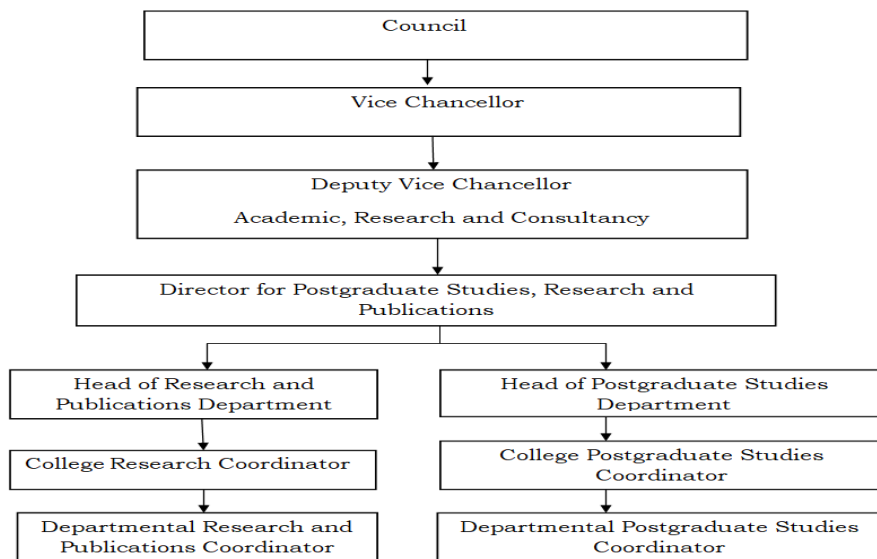 Council
Vice Chancellor
Deputy Vice Chancellor
Academic, Research and Consultancy
Director for Postgraduate Studies, Research and
Publications
Head of Research and
Publications Department
Head of Postgraduate Studies
Department
College Research Coordinator
College Postgraduate Studies
Coordinator
Departmental Research and
Publications Coordinator
Departmental Postgraduate Studies
Coordinator